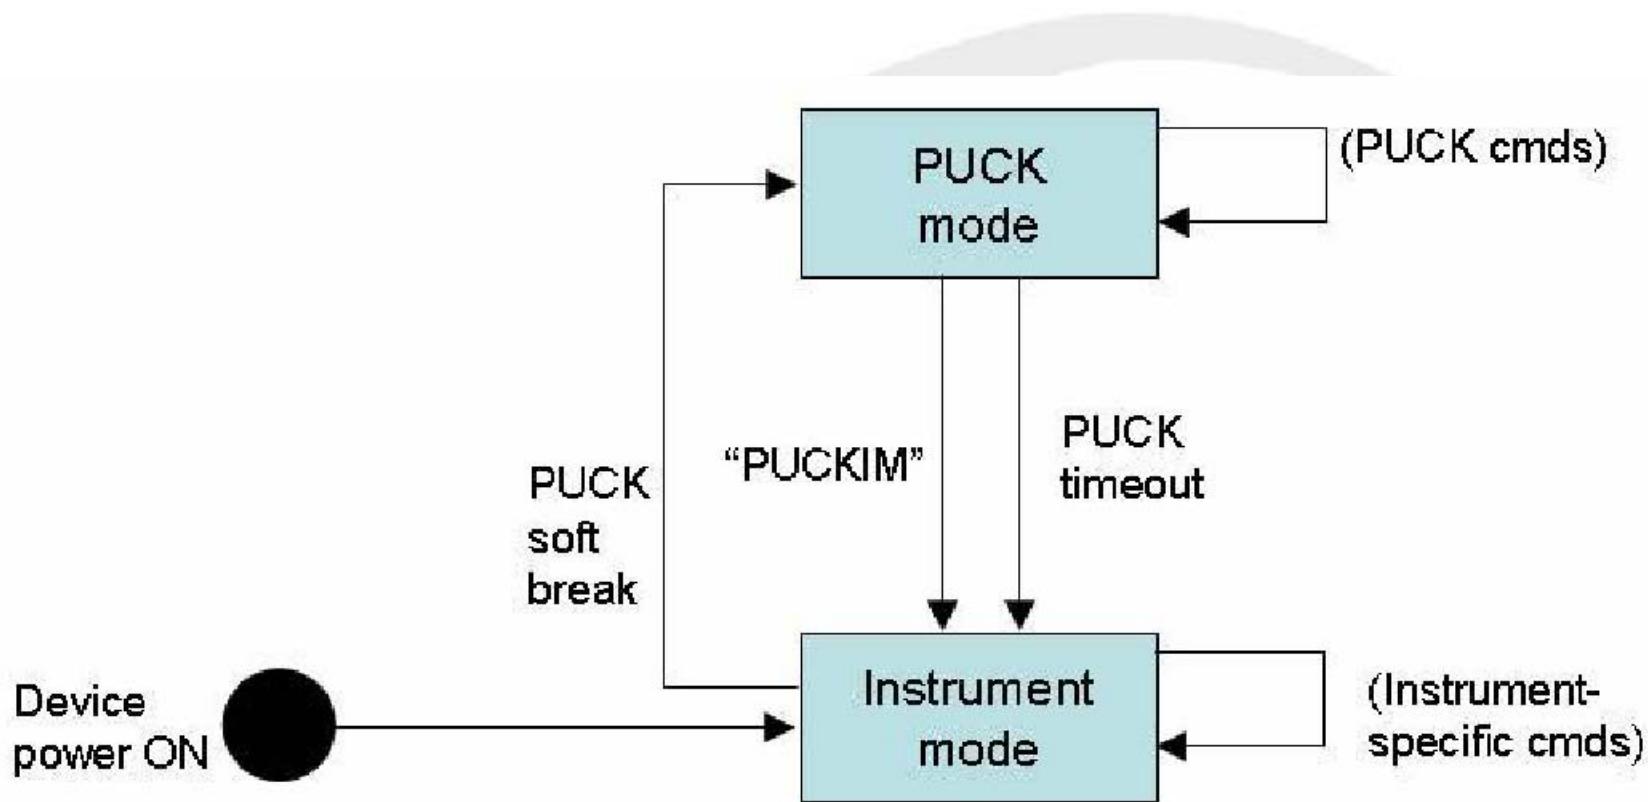 PUCK
mode
(PUCK cmds)
“PUCKIM”
PUCK
timeout
PUCK
soft
break
Device
power ON
Instrument
mode
(Instrument-
specific cmds)